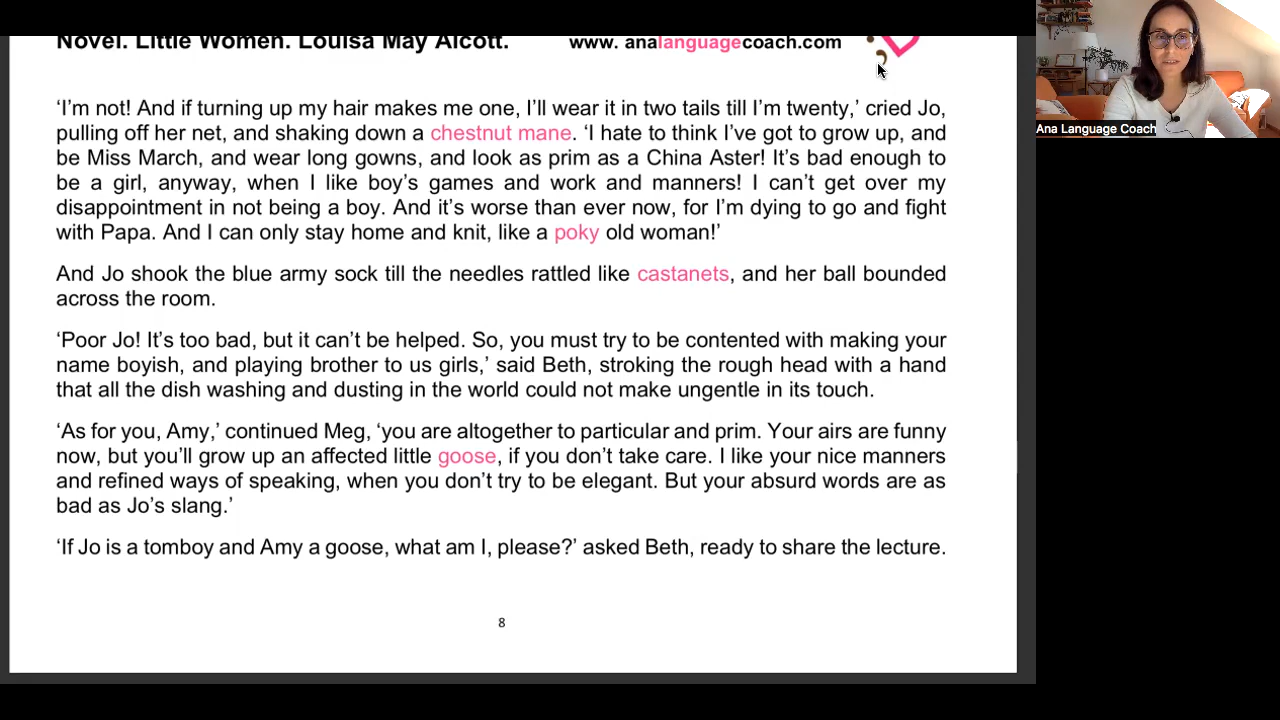 Novel. Little Women. Louisa May Alcott. www. analanguagecoach.com
‘I’m not! And if turning up my hair makes me one, I’ll wear it in two tails till I’m twenty,’ cried Jo,
pulling off her net, and shaking down a chestnut mane. ‘I hate to think I’ve got to grow up, and
be Miss March, and wear long gowns, and look as prim as a China Aster! It’s bad enough to
be a girl, anyway, when I like boy’s games and work and manners! I can’t get over my
disappointment in not being a boy. And it’s worse than ever now, for I’m dying to go and fight
with Papa. And I can only stay home and knit, like a poky old woman!’
And Jo shook the blue army sock till the needles rattled like castanets, and her ball bounded
across the room.
‘Poor Jo! It’s too bad, but it can’t be helped. So, you must try to be contented with making your
name boyish, and playing brother to us girls,’ said Beth, stroking the rough head with a hand
that all the dish washing and dusting in the world could not make ungentle in its touch.
‘As for you, Amy,’ continued Meg, ‘you are altogether to particular and prim. Your airs are funny
now, but you’ll grow up an affected little goose, if you don’t take care. I like your nice manners
and refined ways of speaking, when you don’t try to be elegant. But your absurd words are as
bad as Jo’s slang.’
‘If Jo is a tomboy and Amy a goose, what am I, please?’ asked Beth, ready to share the lecture.
8
Ana Language Coach